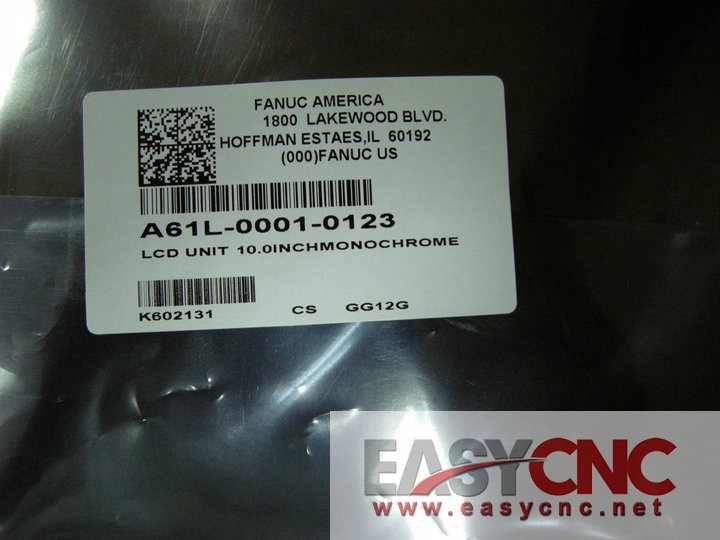 FANUC AMERICA
1800 LAKEWOOD BLVD.
HOFFMAN ESTAES,IL 60192
(000)FANUC US
A61L-0001-0123
LCD UNIT 10.0INCHMONOCHROME
K602131 CS GG12G
EASYCNC
www.easycnc.net